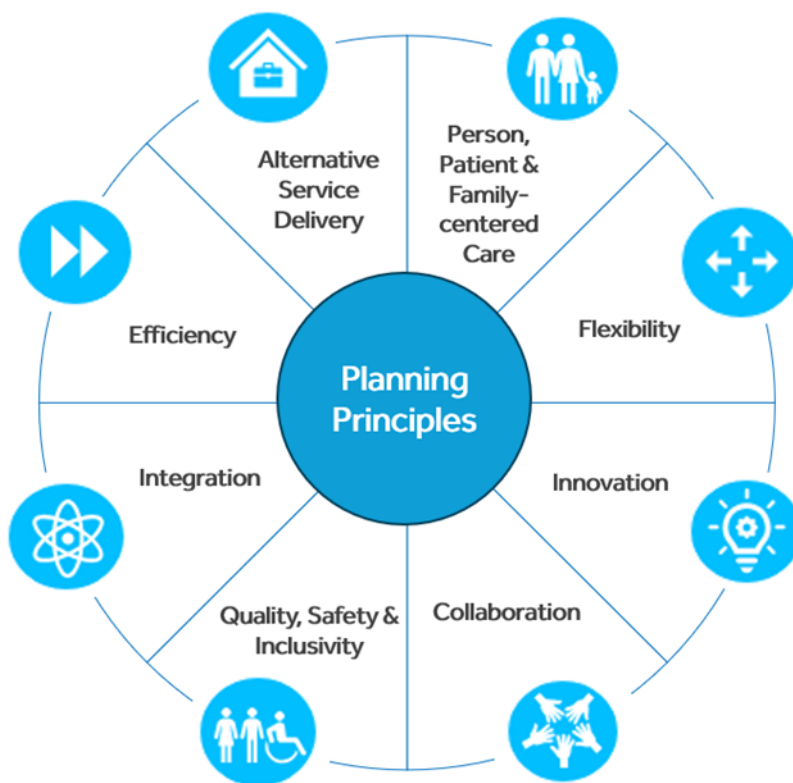 Planning
Principles
Person,
Patient &
Family-
centered
Care
Flexibility
Innovation
Collaboration
Quality, Safety &
Inclusivity
Integration
Efficiency
Alternative
Service
Delivery